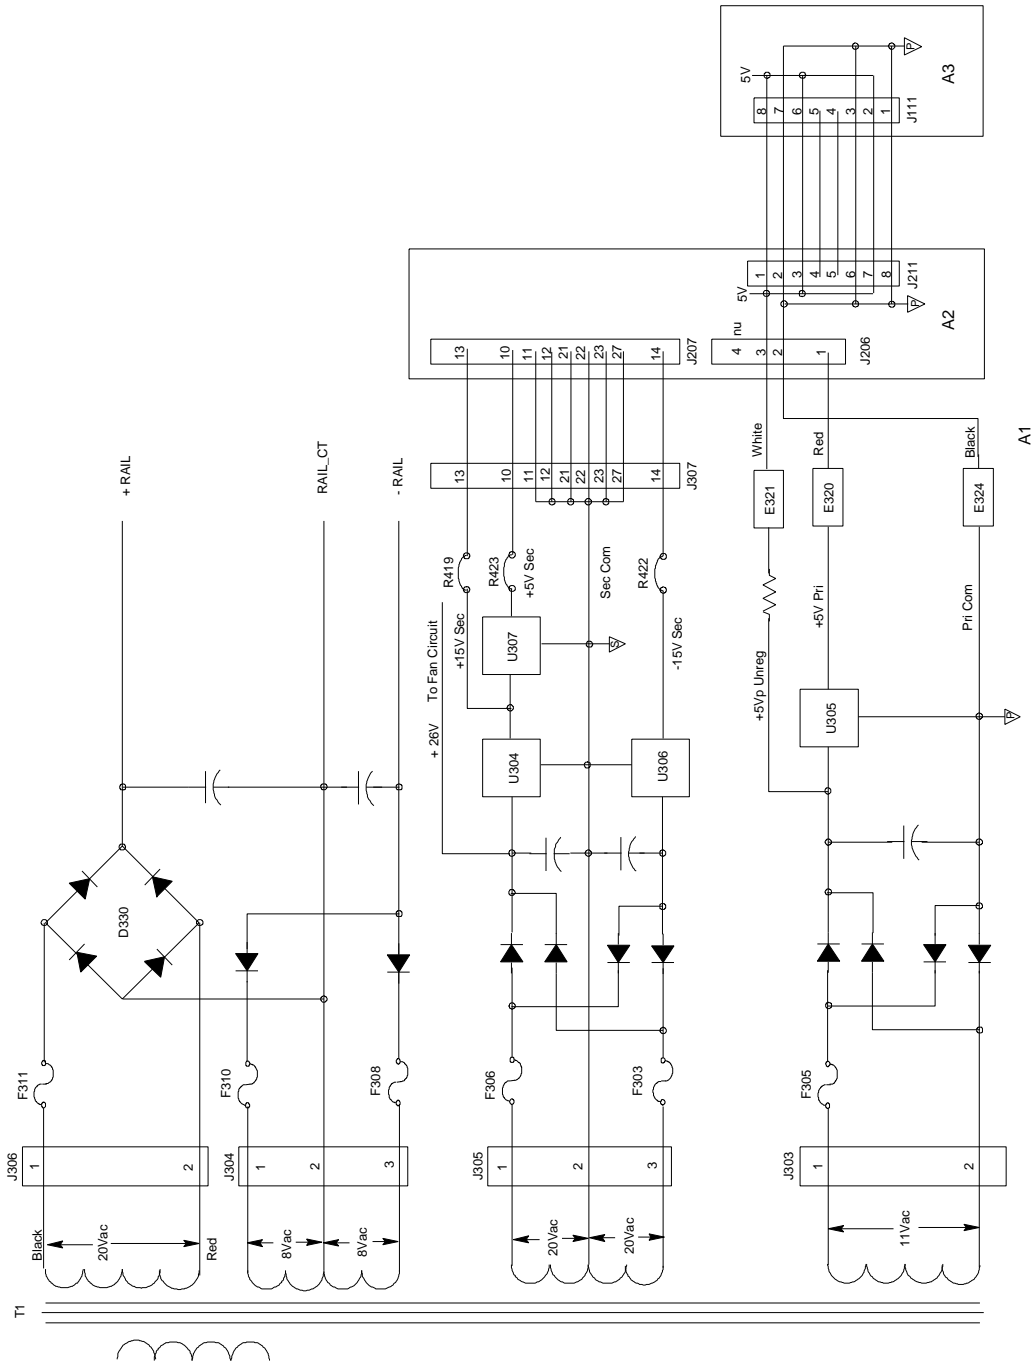 T1
Black
20Vac
Red
J306
1
2
F311
D330
+ RAIL
8Vac
8Vac
J304
1
2
3
F310
F308
RAIL_CT
- RAIL
20Vac
20Vac
J305
1
2
3
F306
F303
+ 26V
To Fan Circuit
U304
U306
U307
+15V Sec
+5V Sec
Sec Com
-15V Sec
S
R419
R423
R422
J307
13
10
11
12
21
22
23
27
14
J207
13
10
11
12
21
22
23
27
14
11Vac
J303
1
2
F305
U305
+5Vp Unreg
+5V Pri
Pri Com
P
E321
E320
E324
White
Red
Black
A1
J206
4
3
2
1
nu
5V
J211
1
2
3
4
5
6
7
8
P
A2
J111
8
7
6
5
4
3
2
1
5V
P
A3